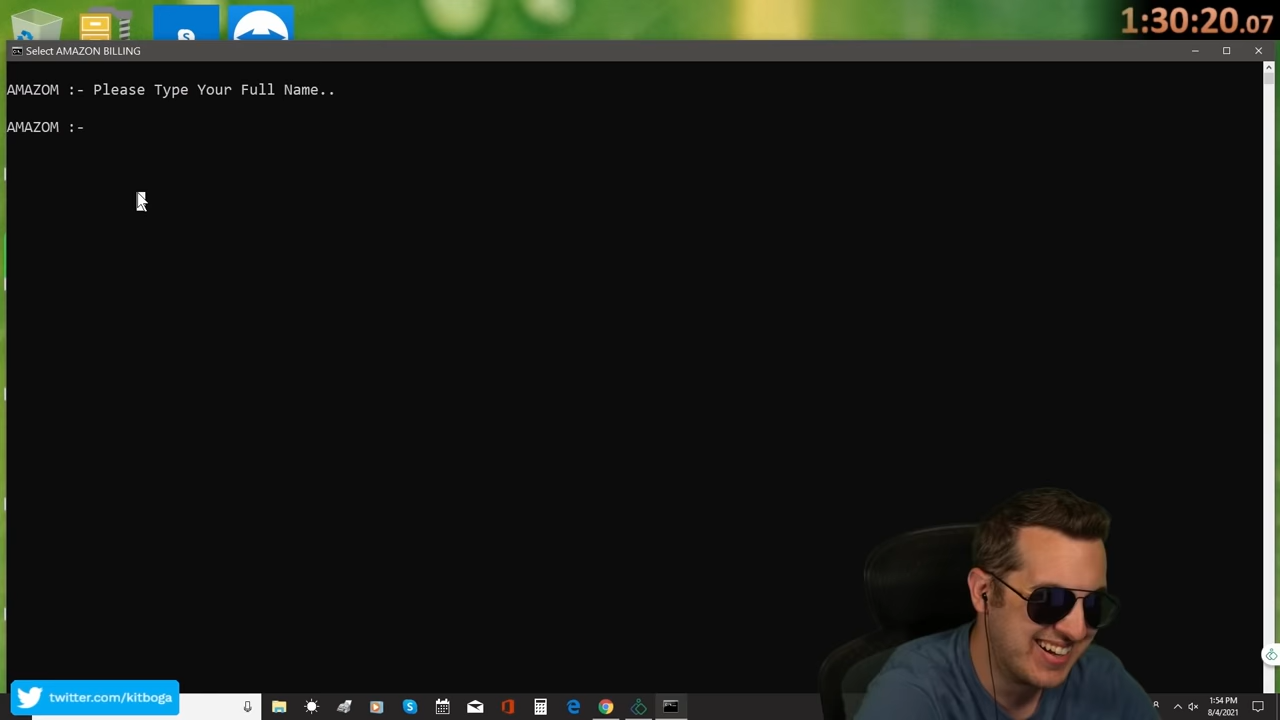 1:30:20.07
Select AMAZON BILLING
AMAZOM :- Please Type Your Full Name..
AMAZOM :-
twitter.com/kitboga
1:54 PM
8/4/2021